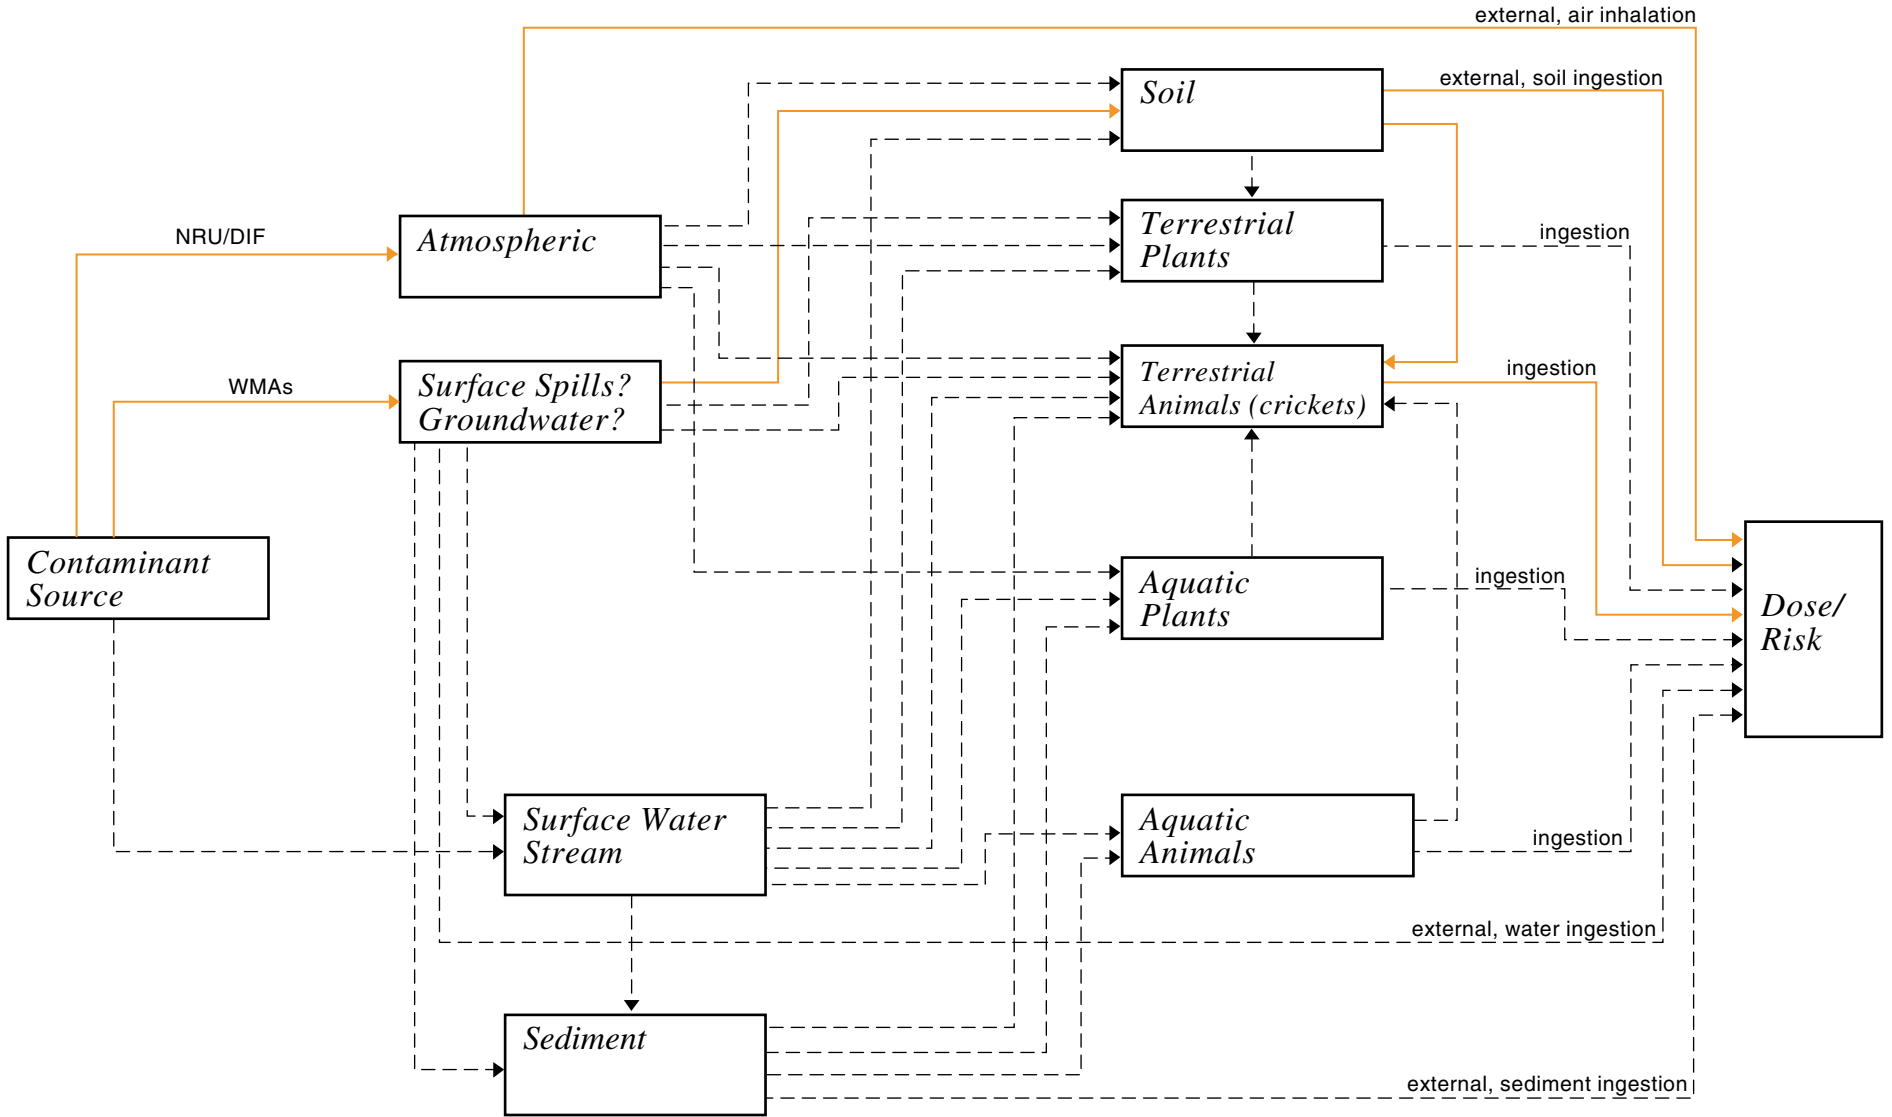 external, air inhalation
Soil
external, soil ingestion
NRU/DIF
Atmospheric
Terrestrial
Plants
ingestion
WMAs
Surface Spills?
Groundwater?
Terrestrial
Animals (crickets)
ingestion
Contaminant
Source
Aquatic
Plants
ingestion
Dose/
Risk
Surface Water
Stream
Aquatic
Animals
ingestion
external, water ingestion
Sediment
external, sediment ingestion